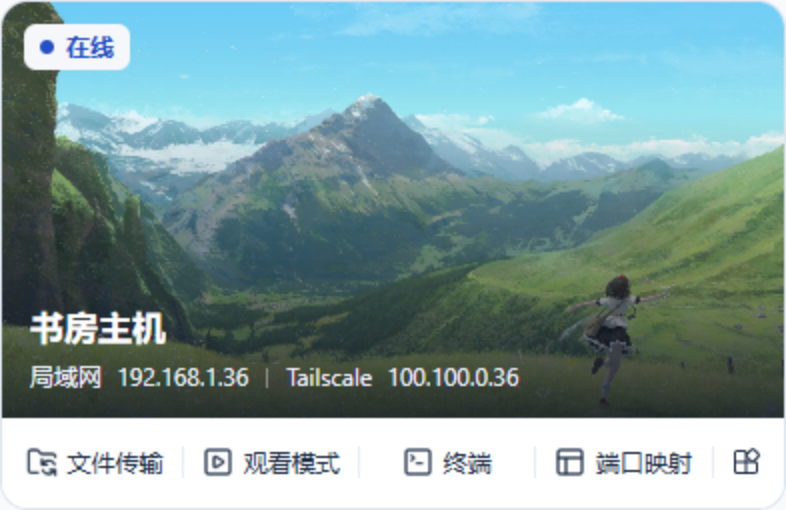 在线
书房主机
局域网 192.168.1.36 | Tailscale 100.100.0.36
文件传输 观看模式 终端 端口映射